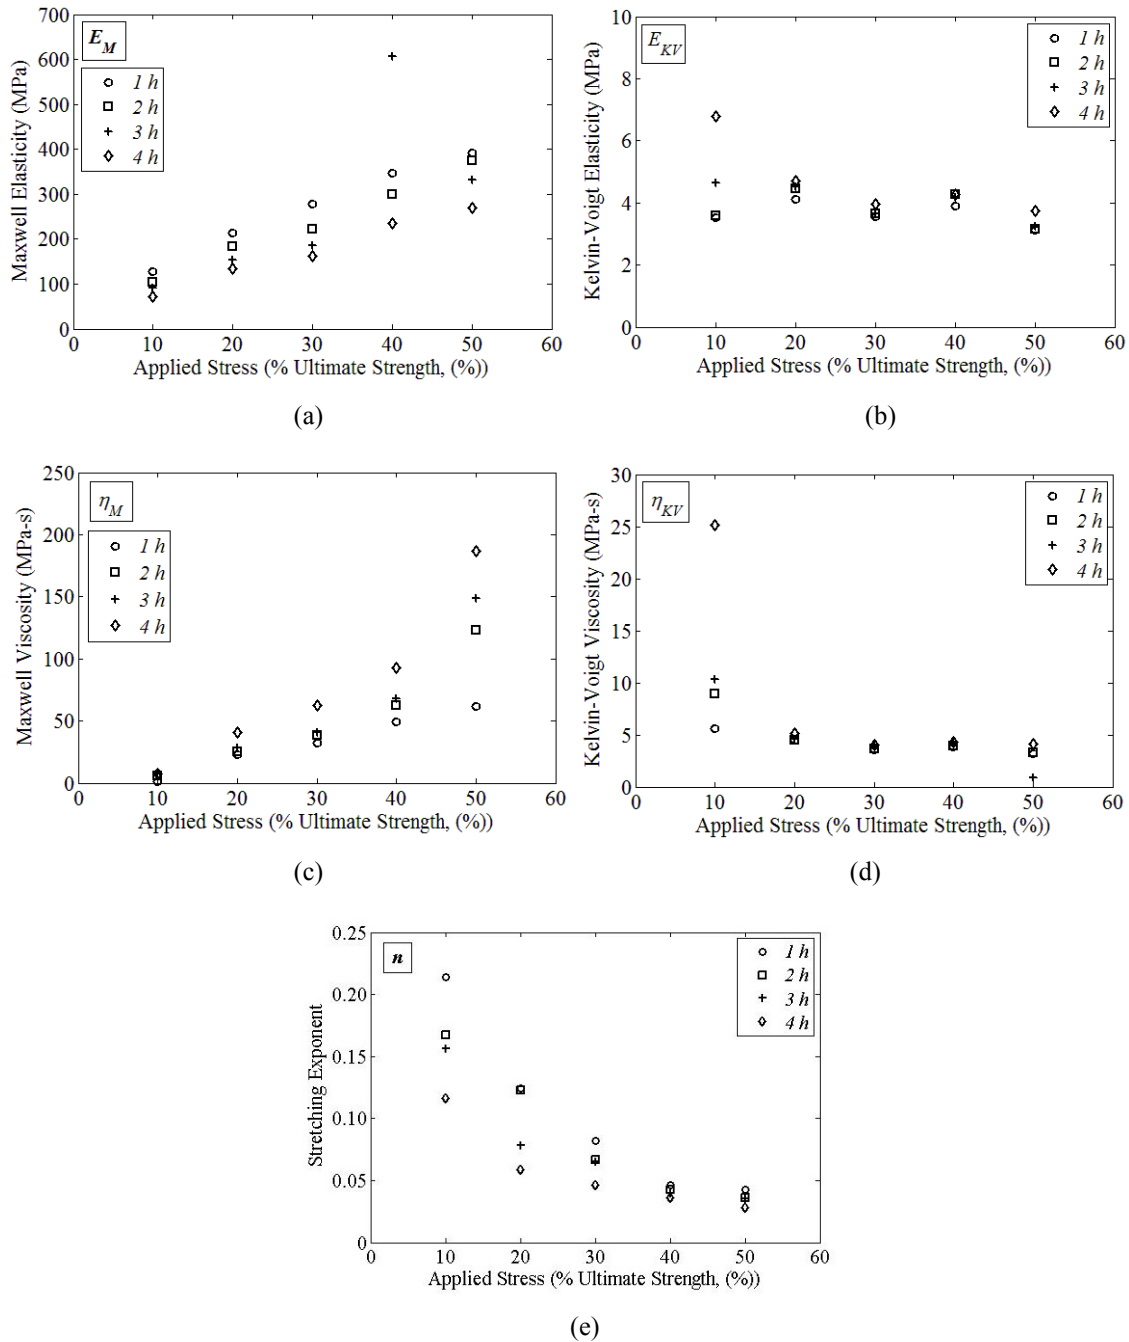 700
600
500
400
300
200
100
0
0
10
20
30
40
50
60
Maxwell Elasticity (MPa)
Applied Stress (% Ultimate Strength, (%))
E_M
1 h
2 h
3 h
4 h
(a)
10
8
6
4
2
0
0
10
20
30
40
50
60
Kelvin-Voigt Elasticity (MPa)
Applied Stress (% Ultimate Strength, (%))
E_KV
1 h
2 h
3 h
4 h
(b)
250
200
150
100
50
0
0
10
20
30
40
50
60
Maxwell Viscosity (MPa-s)
Applied Stress (% Ultimate Strength, (%))
η_M
1 h
2 h
3 h
4 h
(c)
30
25
20
15
10
5
0
0
10
20
30
40
50
60
Kelvin-Voigt Viscosity (MPa-s)
Applied Stress (% Ultimate Strength, (%))
η_KV
1 h
2 h
3 h
4 h
(d)
0.25
0.20
0.15
0.10
0.05
0
0
10
20
30
40
50
60
Stretching Exponent
Applied Stress (% Ultimate Strength, (%))
n
1 h
2 h
3 h
4 h
(e)